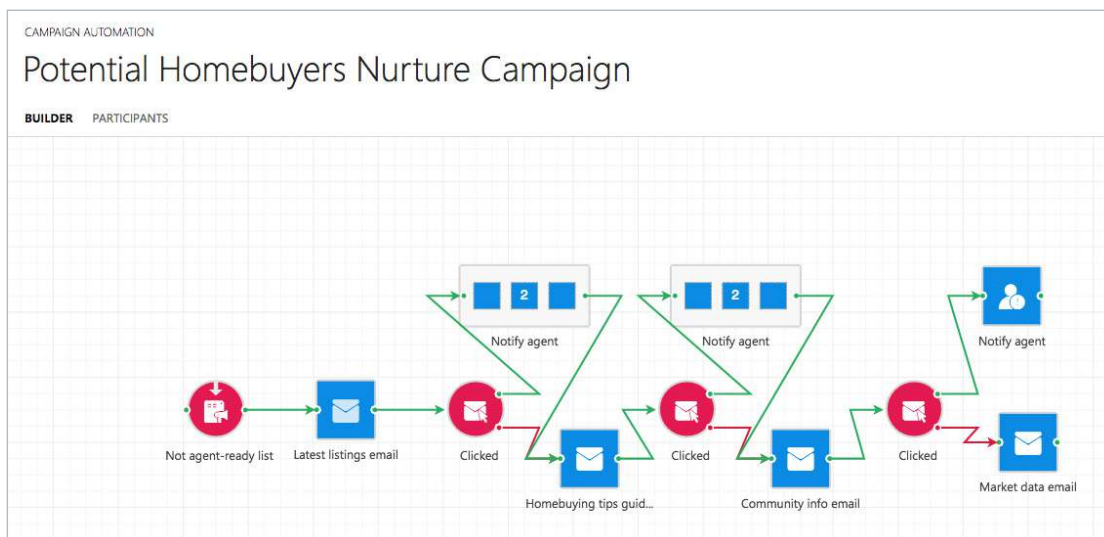 CAMPAIGN AUTOMATION
Potential Homebuyers Nurture Campaign
BUILDER PARTICIPANTS
2 2
Notify agent Notify agent Notify agent
Not agent-ready list Latest listings email Clicked Clicked Clicked
Market data email
Homebuying tips guid... Community info email